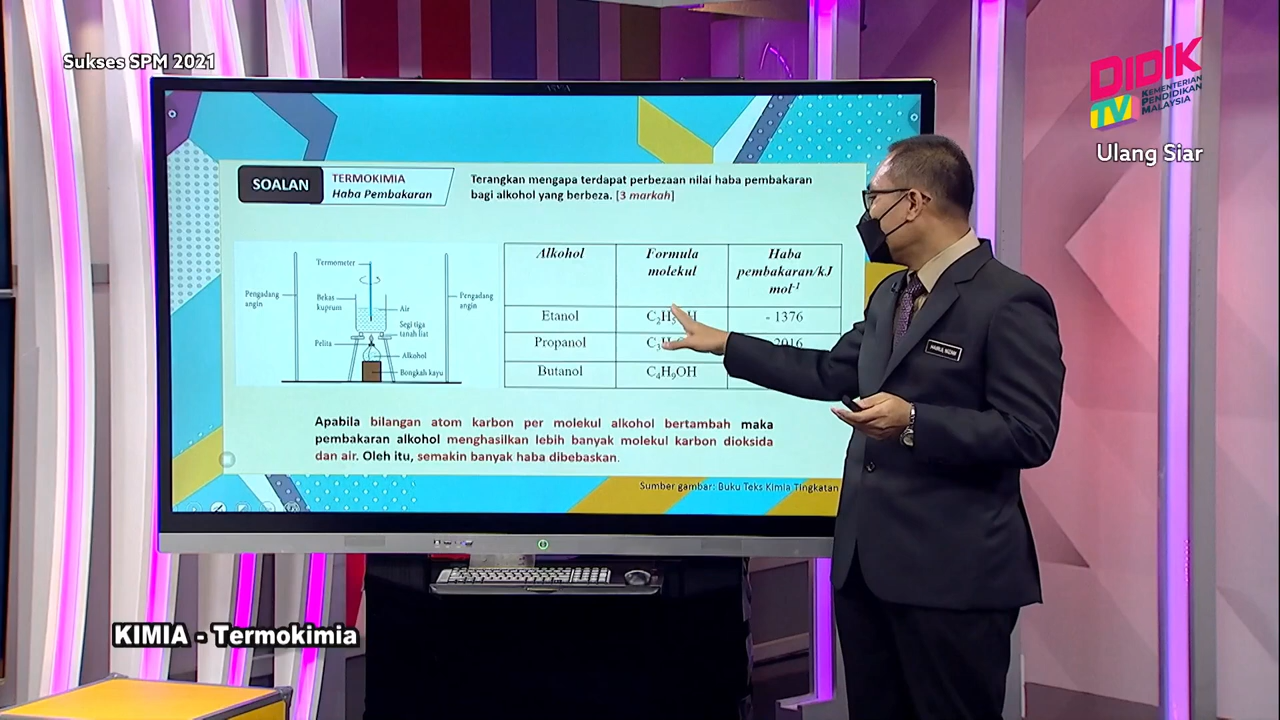 Sukses SPM 2021
DIDIK
TV
KEMENTERIAN
PENDIDIKAN
MALAYSIA
Ulang Siar
SOALAN
TERMOKIMIA
Haba Pembakaran
Terangkan mengapa terdapat perbezaan nilai haba pembakaran
bagi alkohol yang berbeza. [3 markah]
Termometer
Pengadang
angin
Bekas
kuprum
Air
Pengadang
angin
Segi tiga
tanah liat
Pelita
Alkohol
Bongkah kayu
Alkohol
Formula
molekul
Haba
pembakaran/kJ
mol-1
Etanol
- 1376
Propanol
2016
Butanol
C4H9OH
Apabila bilangan atom karbon per molekul alkohol bertambah maka
pembakaran alkohol menghasilkan lebih banyak molekul karbon dioksida
dan air. Oleh itu, semakin banyak haba dibebaskan.
Sumber gambar: Buku Teks Kimia Tingkatan
KIMIA - Termokimia